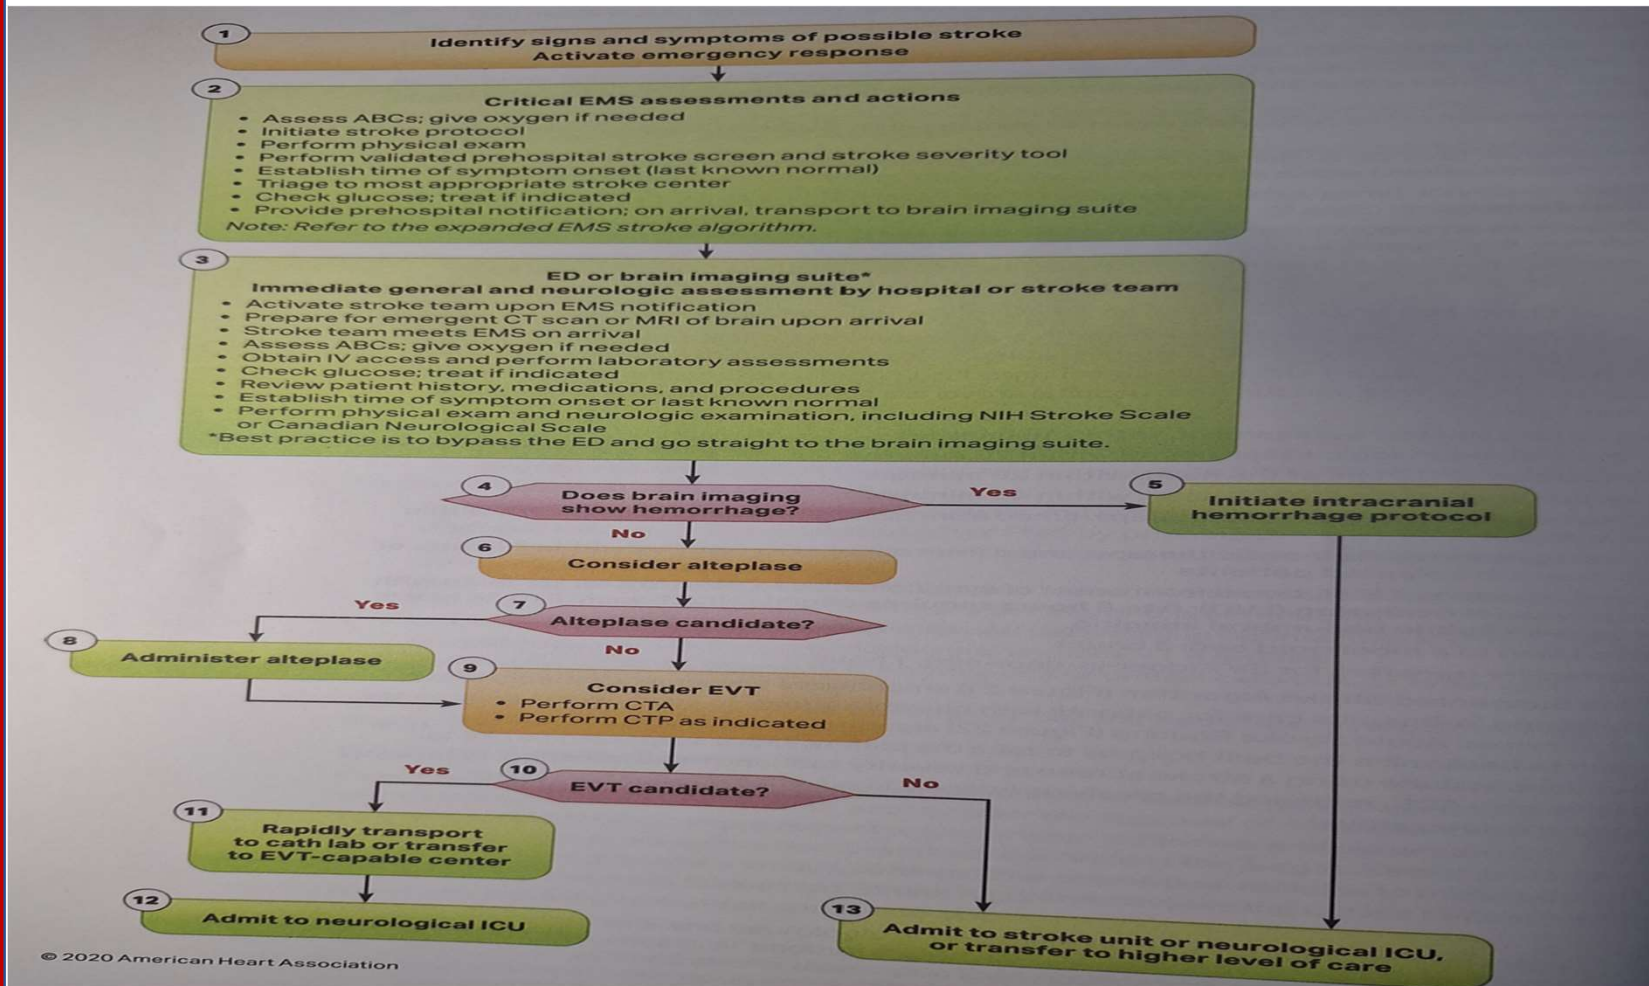 1
Identify signs and symptoms of possible stroke
Activate emergency response
2
Critical EMS assessments and actions
• Assess ABCs; give oxygen if needed
• Initiate stroke protocol
• Perform physical exam
• Perform validated prehospital stroke screen and stroke severity tool
• Establish time of symptom onset (last known normal)
• Triage to most appropriate stroke center
• Check glucose; treat if indicated
• Provide prehospital notification; on arrival, transport to brain imaging suite
Note: Refer to the expanded EMS stroke algorithm.
3
ED or brain imaging suite*
Immediate general and neurologic assessment by hospital or stroke team
• Activate stroke team upon EMS notification
• Prepare for emergent CT scan or MRI of brain upon arrival
• Stroke team meets EMS on arrival
• Assess ABCs; give oxygen if needed
• Obtain IV access and perform laboratory assessments
• Check glucose; treat if indicated
• Review patient history, medications, and procedures
• Establish time of symptom onset or last known normal
• Perform physical exam and neurologic examination, including NIH Stroke Scale
or Canadian Neurological Scale
*Best practice is to bypass the ED and go straight to the brain imaging suite.
4
Does brain imaging
show hemorrhage?
Yes
5
Initiate intracranial
hemorrhage protocol
No
6
Consider alteplase
7
Alteplase candidate?
Yes
8
Administer alteplase
No
9
Consider EVT
• Perform CTA
• Perform CTP as indicated
10
EVT candidate?
Yes
No
11
Rapidly transport
to cath lab or transfer
to EVT-capable center
12
Admit to neurological ICU
13
Admit to stroke unit or neurological ICU,
or transfer to higher level of care
© 2020 American Heart Association